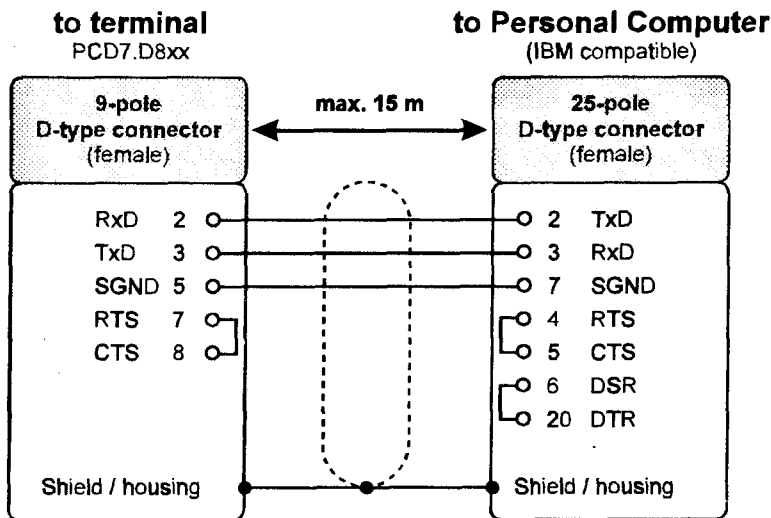 to terminal
PCD7.D8xx
to Personal Computer
(IBM compatible)
9-pole
D-type connector
(female)
max. 15 m
25-pole
D-type connector
(female)
RxD 2
2 TxD
TxD 3
3 RxD
SGND 5
7 SGND
RTS 7
4 RTS
CTS 8
5 CTS
6 DSR
20 DTR
Shield / housing
Shield / housing